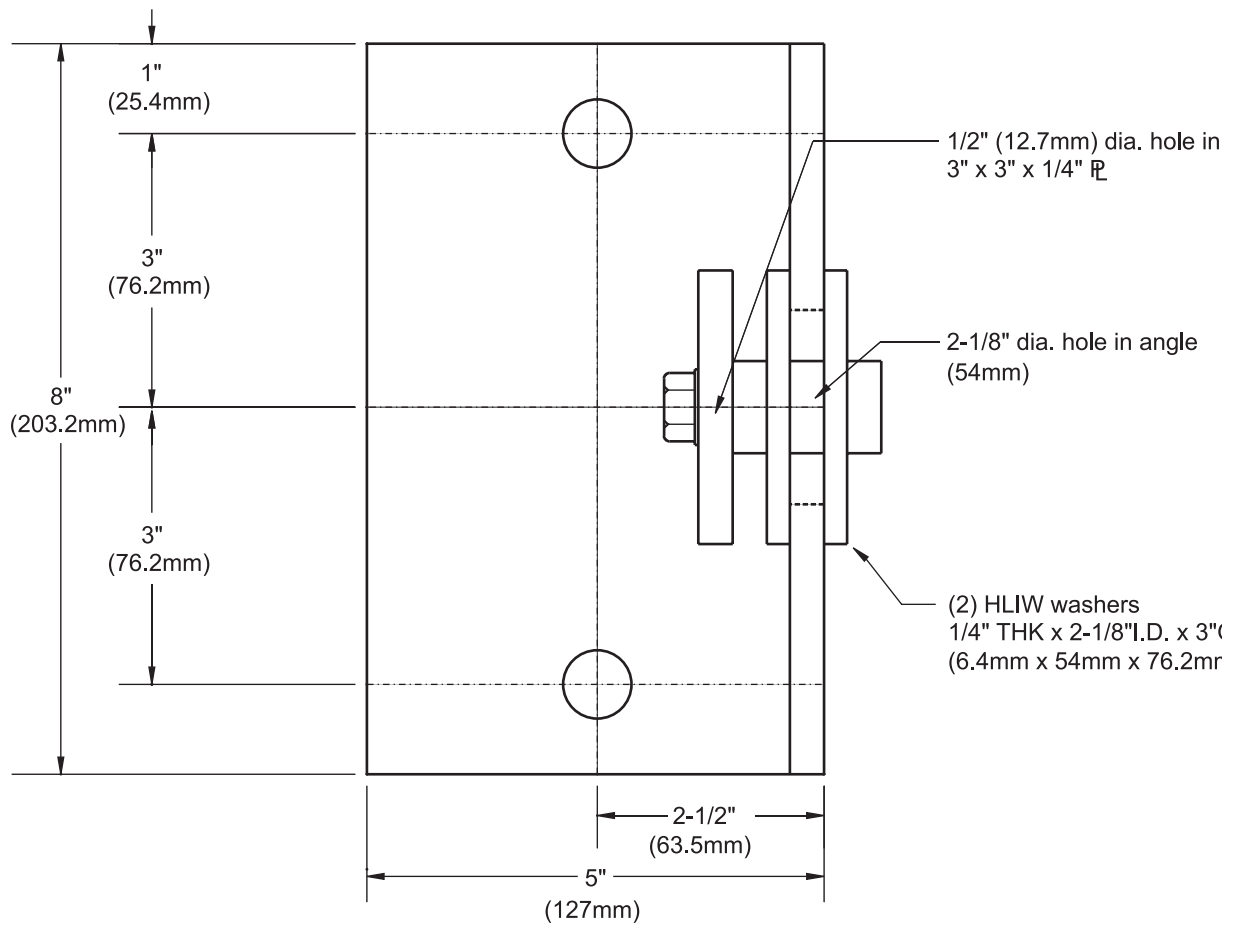 1"
(25.4mm)
1/2" (12.7mm) dia. hole in
3" x 3" x 1/4" ⅊
3"
(76.2mm)
2-1/8" dia. hole in angle
(54mm)
8"
(203.2mm)
3"
(76.2mm)
(2) HLIW washers
1/4" THK x 2-1/8"I.D. x 3"
(6.4mm x 54mm x 76.2m
2-1/2"
(63.5mm)
5"
(127mm)